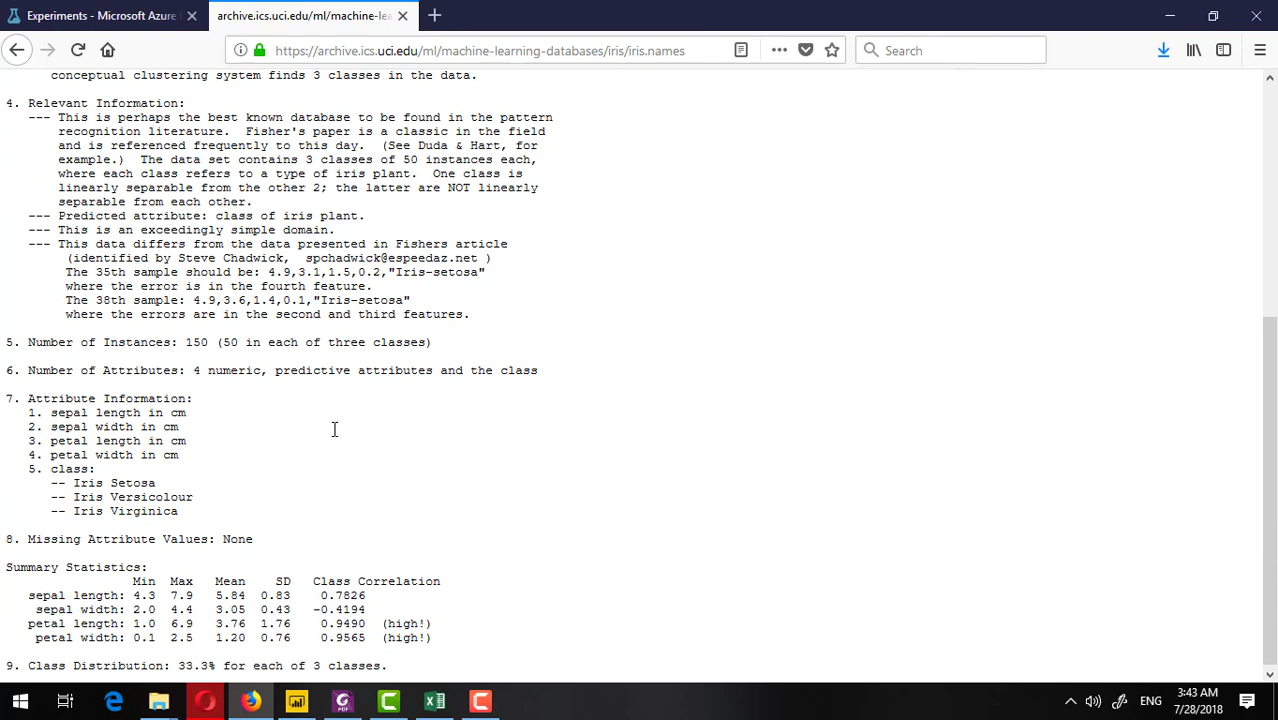 Experiments - Microsoft Azure
archive.ics.uci.edu/ml/machine-lea
https://archive.ics.uci.edu/ml/machine-learning-databases/iris/iris.names
Search
conceptual clustering system finds 3 classes in the data.
4. Relevant Information:
--- This is perhaps the best known database to be found in the pattern
recognition literature.  Fisher's paper is a classic in the field
and is referenced frequently to this day.  (See Duda & Hart, for
example.)  The data set contains 3 classes of 50 instances each,
where each class refers to a type of iris plant.  One class is
linearly separable from the other 2; the latter are NOT linearly
separable from each other.
--- Predicted attribute: class of iris plant.
--- This is an exceedingly simple domain.
--- This data differs from the data presented in Fishers article
(identified by Steve Chadwick,  spchadwick@espeedaz.net )
The 35th sample should be: 4.9,3.1,1.5,0.2,"Iris-setosa"
where the error is in the fourth feature.
The 38th sample: 4.9,3.6,1.4,0.1,"Iris-setosa"
where the errors are in the second and third features.
5. Number of Instances: 150 (50 in each of three classes)
6. Number of Attributes: 4 numeric, predictive attributes and the class
7. Attribute Information:
1. sepal length in cm
2. sepal width in cm
3. petal length in cm
4. petal width in cm
5. class:
-- Iris Setosa
-- Iris Versicolour
-- Iris Virginica
8. Missing Attribute Values: None
Summary Statistics:
Min  Max   Mean    SD   Class Correlation
sepal length: 4.3  7.9   5.84  0.83    0.7826
sepal width: 2.0  4.4   3.05  0.43   -0.4194
petal length: 1.0  6.9   3.76  1.76    0.9490  (high!)
petal width: 0.1  2.5   1.20  0.76    0.9565  (high!)
9. Class Distribution: 33.3% for each of 3 classes.
PDF
ENG
3:43 AM
7/28/2018